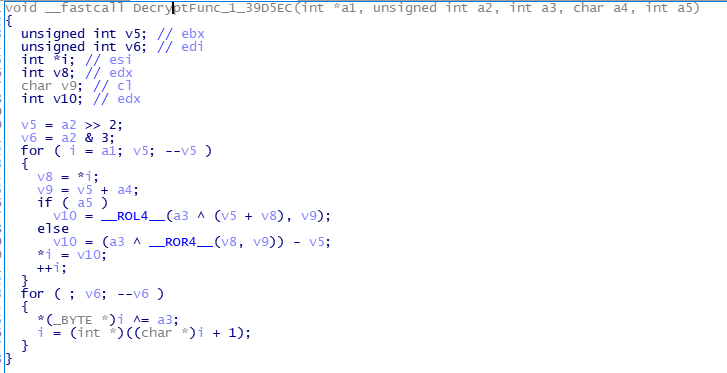 void __fastcall DecryptFunc_1_39D5EC(int *a1, unsigned int a2, int a3, char a4, int a5)
{
  unsigned int v5; // ebx
  unsigned int v6; // edi
  int *i; // esi
  int v8; // edx
  char v9; // cl
  int v10; // edx

  v5 = a2 >> 2;
  v6 = a2 & 3;
  for ( i = a1; v5; --v5 )
  {
    v8 = *i;
    v9 = v5 + a4;
    if ( a5 )
      v10 = __ROL4__(a3 ^ (v5 + v8), v9);
    else
      v10 = (a3 ^ __ROR4__(v8, v9)) - v5;
    *i = v10;
    ++i;
  }
  for ( ; v6; --v6 )
  {
    *(_BYTE *)i ^= a3;
    i = (int *)((char *)i + 1);
  }
}